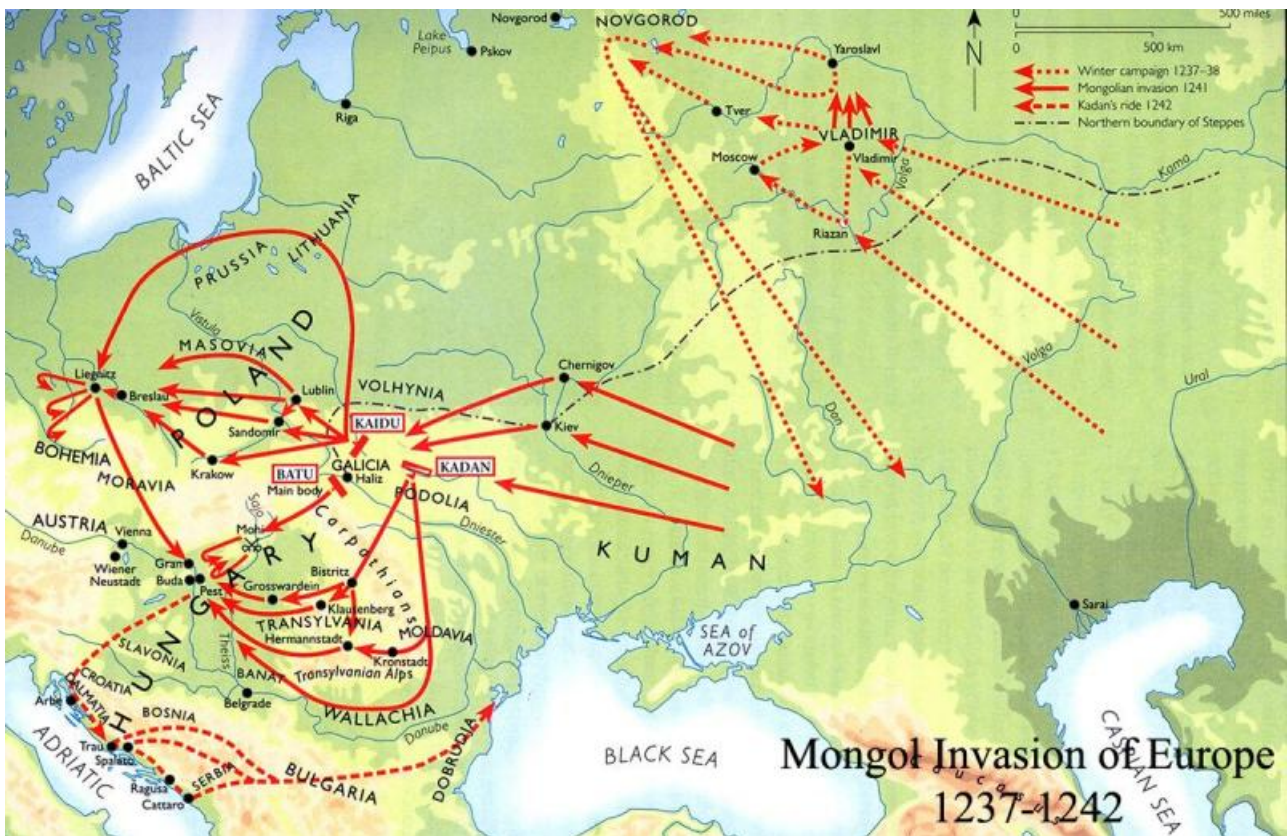 Novgorod
NOVGOROD
Lake
Peipus
Pskov
Yaroslavl
N
0
500 miles
0
500 km
Winter campaign 1237–38
Mongolian invasion 1241
Kadan's ride 1242
Northern boundary of Steppes
BALTIC SEA
Riga
Tver
VLADIMIR
Vladimir
Moscow
Volga
Kama
Riazan
PRUSSIA
LITHUANIA
Vistula
MASOVIA
POLAND
Liegnitz
Breslau
Lublin
Sandomir
Krakow
VOLHYNIA
Chernigov
Kiev
Volga
Ural
Don
KAIDU
BOHEMIA
MORAVIA
BATU
Main body
GALICIA
Haliz
KADAN
PODOLIA
Dnieper
Dniester
Sajo
AUSTRIA
Vienna
Danube
Wiener
Neustadt
Mohi
Gran
Buda
Pest
HUNGARY
Carpathians
KUMAN
Bistritz
Grosswardein
Klausenberg
TRANSYLVANIA
Hermannstadt
MOLDAVIA
Kronstadt
Transylvanian Alps
SEA of
AZOV
Sarai
Theiss
SLAVONIA
CROATIA
DALMATIA
BANAT
Belgrade
WALLACHIA
Danube
Arbe
BOSNIA
Trau
Spalato
SERBIA
Ragusa
Cattaro
BULGARIA
DOBRUDIA
ADRIATIC
BLACK SEA
CASPIAN SEA
Caucasus
Mongol Invasion of Europe
1237-1242